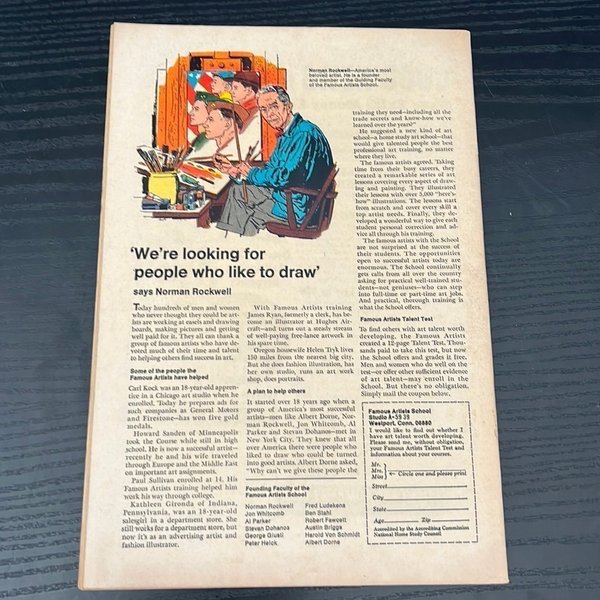 Norman Rockwell—America's most
beloved artist. He is a founder
and member of the Guiding Faculty
of the Famous Artists School.
'We're looking for
people who like to draw'
says Norman Rockwell
Today hundreds of men and women
who never thought they could be art-
ists are working at easels and drawing
boards, making pictures and getting
well paid for it. They can thank a
group of famous artists who have de-
voted much of their time and talent
to helping others find success in art.
Some of the people the
Famous Artists have helped
Carl Kock was an 18-year-old appren-
tice in a Chicago art studio when he
enrolled. Today he prepares ads for
such companies as General Motors
and Firestone—has won five gold
medals.
Howard Sanden of Minneapolis
took the Course while still in high
school. He is now a successful artist—
recently he and his wife traveled
through Europe and the Middle East
on important art assignments.
Paul Sullivan enrolled at 14. His
Famous Artists training helped him
work his way through college.
Kathleen Gironda of Indiana,
Pennsylvania, was an 18-year-old
salesgirl in a department store. She
still works for a department store, but
now it's as an advertising artist and
fashion illustrator.
With Famous Artists training
James Ryan, formerly a clerk, has be-
come an illustrator at Hughes Air-
craft—and turns out a steady stream
of well-paying free-lance artwork in
his spare time.
Oregon housewife Helen Tryk lives
150 miles from the nearest big city.
But she does fashion illustration, has
her own studio, runs an art work
shop, does portraits.
A plan to help others
It started over 18 years ago when a
group of America's most successful
artists—men like Albert Dorne, Nor-
man Rockwell, Jon Whitcomb, Al
Parker and Stevan Dohanos—met in
New York City. They knew that all
over America there were people who
liked to draw who could be turned
into good artists. Albert Dorne asked,
"Why can't we give these people the
Founding Faculty of the
Famous Artists School
Norman Rockwell
Jon Whitcomb
Al Parker
Stevan Dohanos
George Giusti
Peter Helck
Fred Ludekens
Ben Stahl
Robert Fawcett
Austin Briggs
Harold Von Schmidt
Albert Dorne
training they need—including all the
trade secrets and know-how we've
learned over the years?"
He suggested a new kind of art
school—a home study art school—that
would give talented people the best
professional art training, no matter
where they live.
The famous artists agreed. Taking
time from their busy careers, they
created a remarkable series of art
lessons covering every aspect of draw-
ing and painting. They illustrated
their lessons with over 5,000 "here's-
how" illustrations. The lessons start
from scratch and cover every skill a
top artist needs. Finally, they de-
veloped a wonderful way to give each
student personal correction and ad-
vice all through his training.
The famous artists with the School
are not surprised at the success of
their students. The opportunities
open to successful artists today are
enormous. The School continually
gets calls from all over the country
asking for practical well-trained stu-
dents—not geniuses—who can step
into full-time or part-time art jobs.
And practical, thorough training is
what the School offers.
Famous Artists Talent Test
To find others with art talent worth
developing, the Famous Artists
created a 12-page Talent Test. Thou-
sands paid to take this test, but now
the School offers and grades it free.
Men and women who do well on the
test—or offer other sufficient evidence
of art talent—may enroll in the
School. But there's no obligation.
Simply mail the coupon below.
Famous Artists School
Studio A-5939
Westport, Conn. 06880
I would like to find out whether I
have art talent worth developing.
Please send me, without obligation,
your Famous Artists Talent Test and
information about your courses.
Mr.
Mrs.
Miss
Circle one and please print
Street
City
State
Age Zip
Accredited by the Accrediting Commission
National Home Study Council